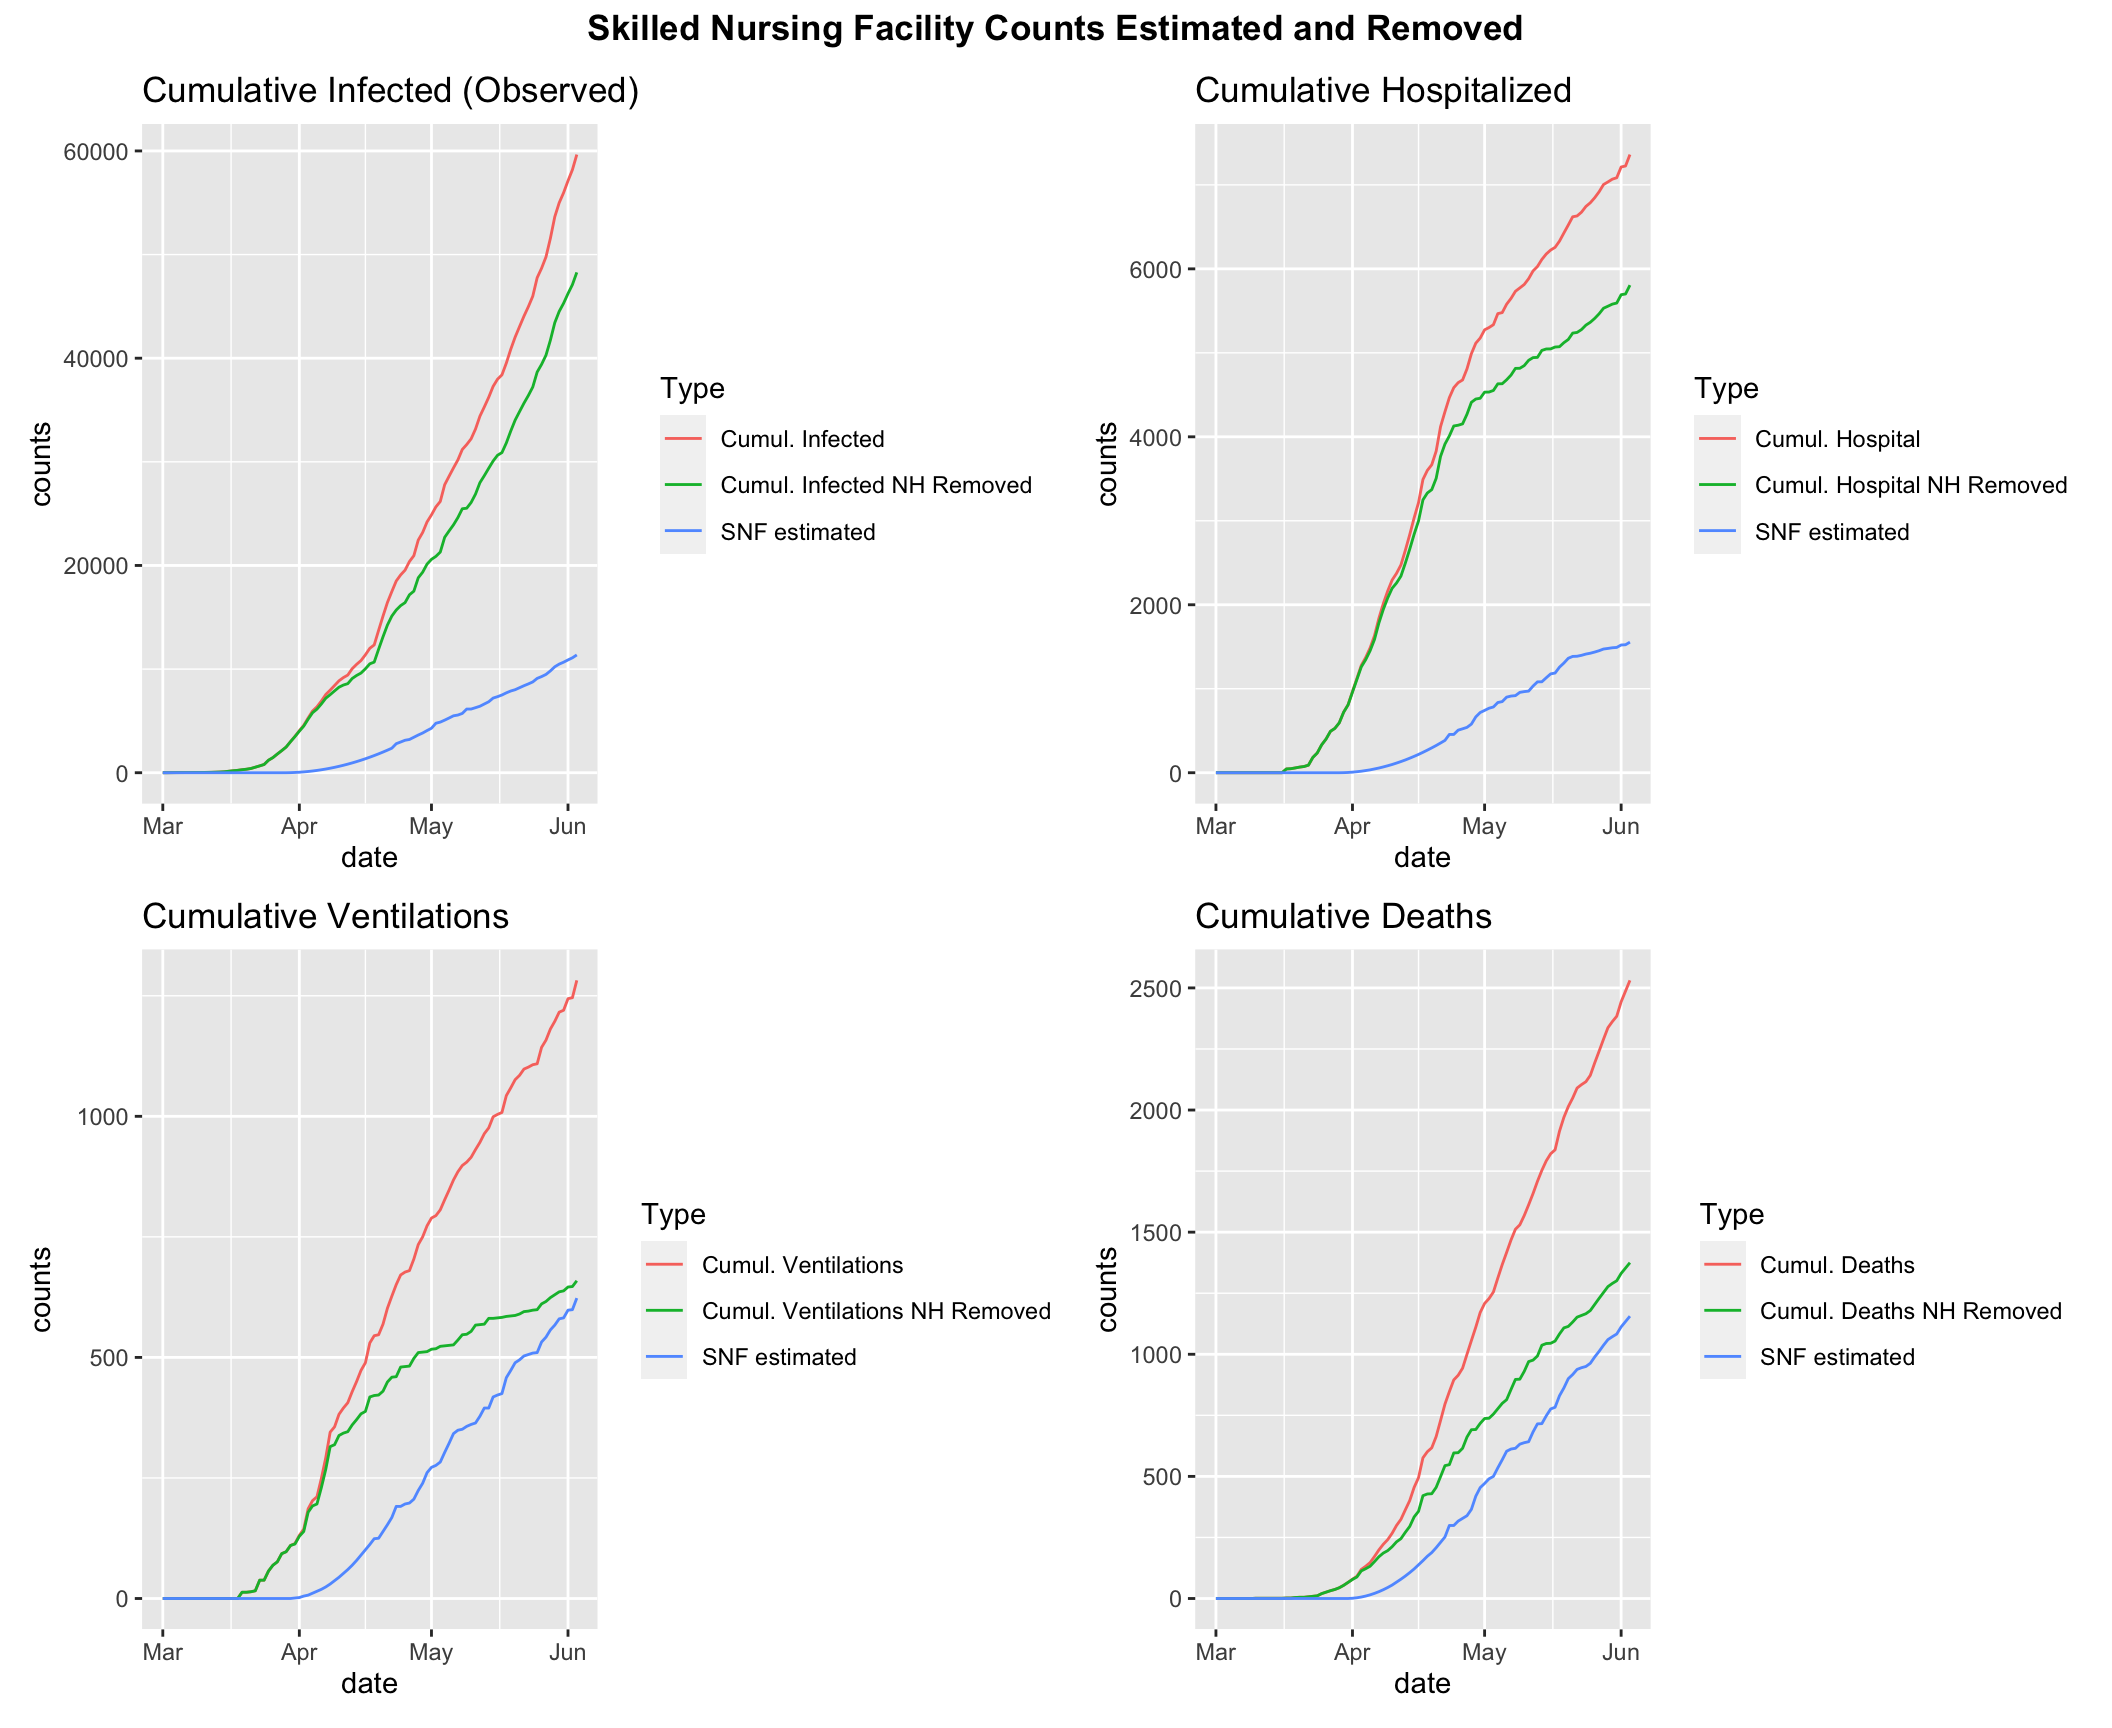 Skilled Nursing Facility Counts Estimated and Removed
Cumulative Infected (Observed)
60000
40000
20000
0
counts
Mar Apr May Jun
date
Type
Cumul. Infected
Cumul. Infected NH Removed
SNF estimated
Cumulative Hospitalized
6000
4000
2000
0
counts
Mar Apr May Jun
date
Type
Cumul. Hospital
Cumul. Hospital NH Removed
SNF estimated
Cumulative Ventilations
1000
500
0
counts
Mar Apr May Jun
date
Type
Cumul. Ventilations
Cumul. Ventilations NH Removed
SNF estimated
Cumulative Deaths
2500
2000
1500
1000
500
0
counts
Mar Apr May Jun
date
Type
Cumul. Deaths
Cumul. Deaths NH Removed
SNF estimated